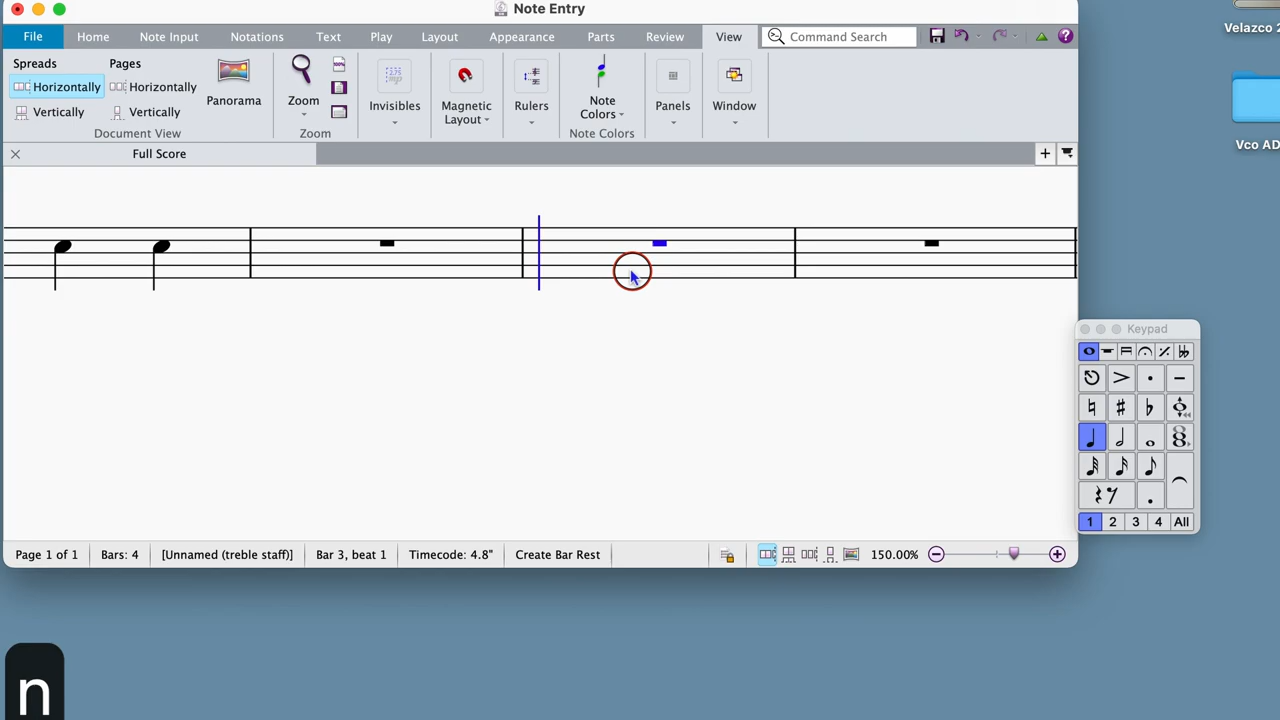 Note Entry
File Home Note Input Notations Text Play Layout Appearance Parts Review View Command Search
Spreads Pages
Horizontally Horizontally Panorama Zoom Invisibles Magnetic Layout Rulers Note Colors Panels Window
Vertically Vertically
Document View Zoom Note Colors
Full Score
Velazco 2
Vco AD
Keypad
1 2 3 4 All
Page 1 of 1 Bars: 4 [Unnamed (treble staff)] Bar 3, beat 1 Timecode: 4.8" Create Bar Rest 150.00%
n